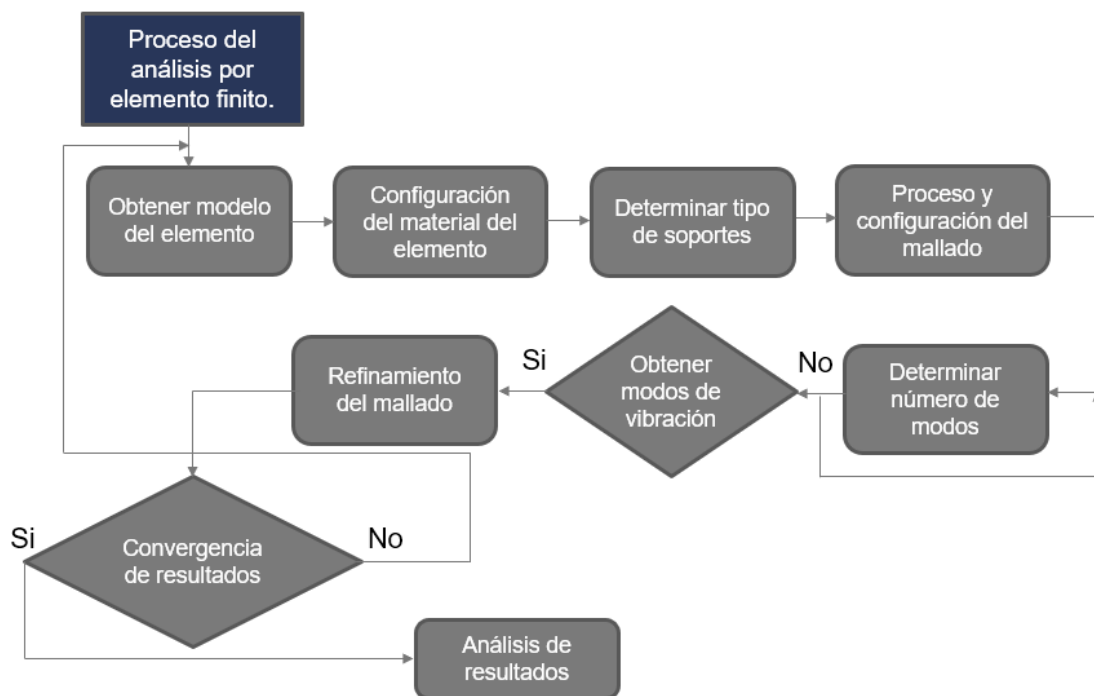 Proceso del
análisis por
elemento finito.
Obtener modelo
del elemento
Configuración
del material del
elemento
Determinar tipo
de soportes
Proceso y
configuración del
mallado
Determinar
número de
modos
No
Obtener
modos de
vibración
Si
Refinamiento
del mallado
Convergencia
de resultados
Si
No
Análisis de
resultados